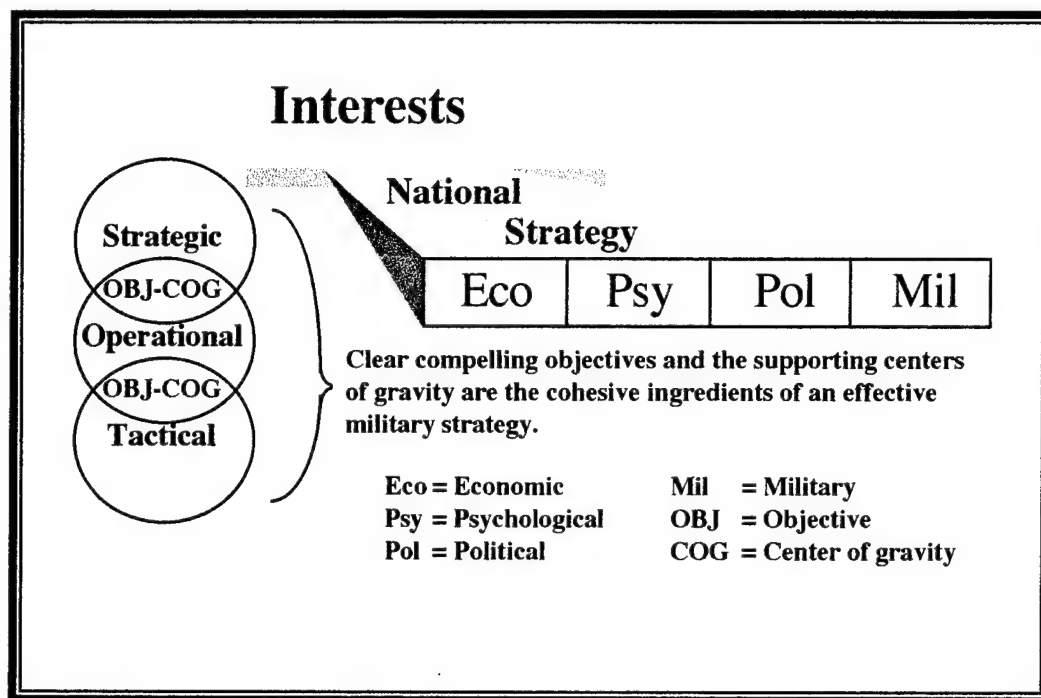 Interests
National
Strategy
Strategic
OBJ-COG
Operational
OBJ-COG
Tactical
Eco Psy Pol Mil
Clear compelling objectives and the supporting centers
of gravity are the cohesive ingredients of an effective
military strategy.
Eco = Economic
Psy = Psychological
Pol = Political
Mil = Military
OBJ = Objective
COG = Center of gravity